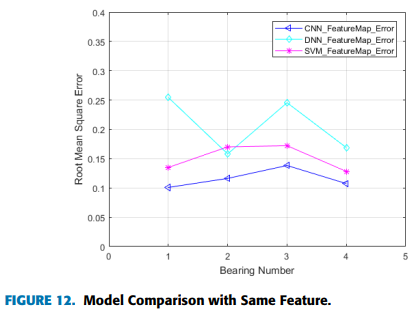 0.4
0.35
0.3
0.25
0.2
0.15
0.1
0.05
0
Root Mean Square Error
CNN_FeatureMap_Error
DNN_FeatureMap_Error
SVM_FeatureMap_Error
0 1 2 3 4 5
Bearing Number
FIGURE 12. Model Comparison with Same Feature.